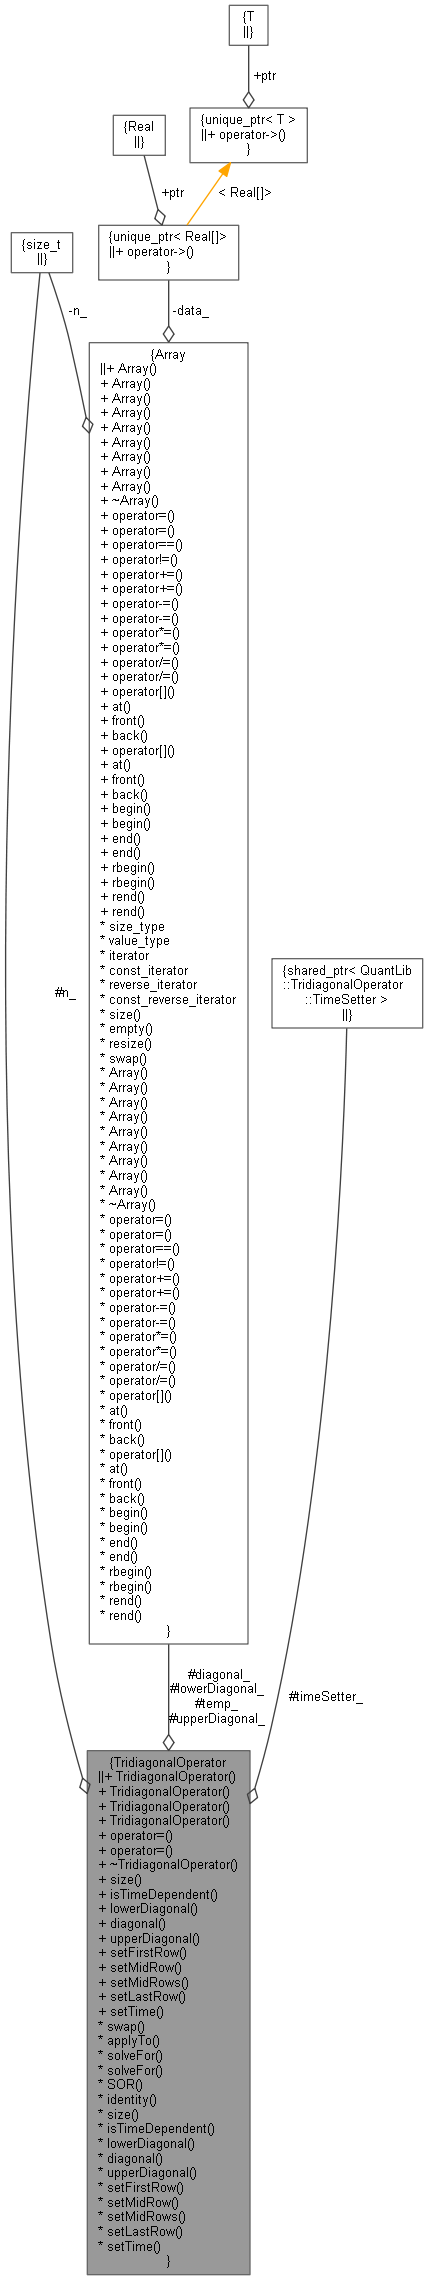 {T
||}
+ptr
{unique_ptr< T >
||+ operator->()
}
{Real
||}
+ptr
< Real[]>
{unique_ptr< Real[]>
||+ operator->()
}
{size_t
||}
-n_
-data_
{Array
||+ Array()
+ Array()
+ Array()
+ Array()
+ Array()
+ Array()
+ Array()
+ Array()
+ Array()
+ ~Array()
+ operator=()
+ operator=()
+ operator==()
+ operator!=()
+ operator+=()
+ operator+=()
+ operator-=()
+ operator-=()
+ operator*=()
+ operator*=()
+ operator/=()
+ operator/=()
+ operator[]()
+ at()
+ front()
+ back()
+ operator[]()
+ at()
+ front()
+ back()
+ begin()
+ begin()
+ end()
+ end()
+ rbegin()
+ rbegin()
+ rend()
+ rend()
* size_type
* value_type
* iterator
* const_iterator
* reverse_iterator
* const_reverse_iterator
* size()
* empty()
* resize()
* swap()
* Array()
* Array()
* Array()
* Array()
* Array()
* Array()
* Array()
* Array()
* Array()
* ~Array()
* operator=()
* operator=()
* operator==()
* operator!=()
* operator+=()
* operator+=()
* operator-=()
* operator-=()
* operator*=()
* operator*=()
* operator/=()
* operator/=()
* operator[]()
* at()
* front()
* back()
* operator[]()
* at()
* front()
* back()
* begin()
* begin()
* end()
* end()
* rbegin()
* rbegin()
* rend()
* rend()
}
#n_
{shared_ptr< QuantLib
::TridiagonalOperator
::TimeSetter >
||}
#diagonal_
#lowerDiagonal_
#temp_
#upperDiagonal_
#timeSetter_
{TridiagonalOperator
||+ TridiagonalOperator()
+ TridiagonalOperator()
+ TridiagonalOperator()
+ TridiagonalOperator()
+ operator=()
+ operator=()
+ ~TridiagonalOperator()
+ size()
+ isTimeDependent()
+ lowerDiagonal()
+ diagonal()
+ upperDiagonal()
+ setFirstRow()
+ setMidRow()
+ setMidRows()
+ setLastRow()
+ setTime()
* swap()
* applyTo()
* solveFor()
* solveFor()
* SOR()
* identity()
* size()
* isTimeDependent()
* lowerDiagonal()
* diagonal()
* upperDiagonal()
* setFirstRow()
* setMidRow()
* setMidRows()
* setLastRow()
* setTime()
}